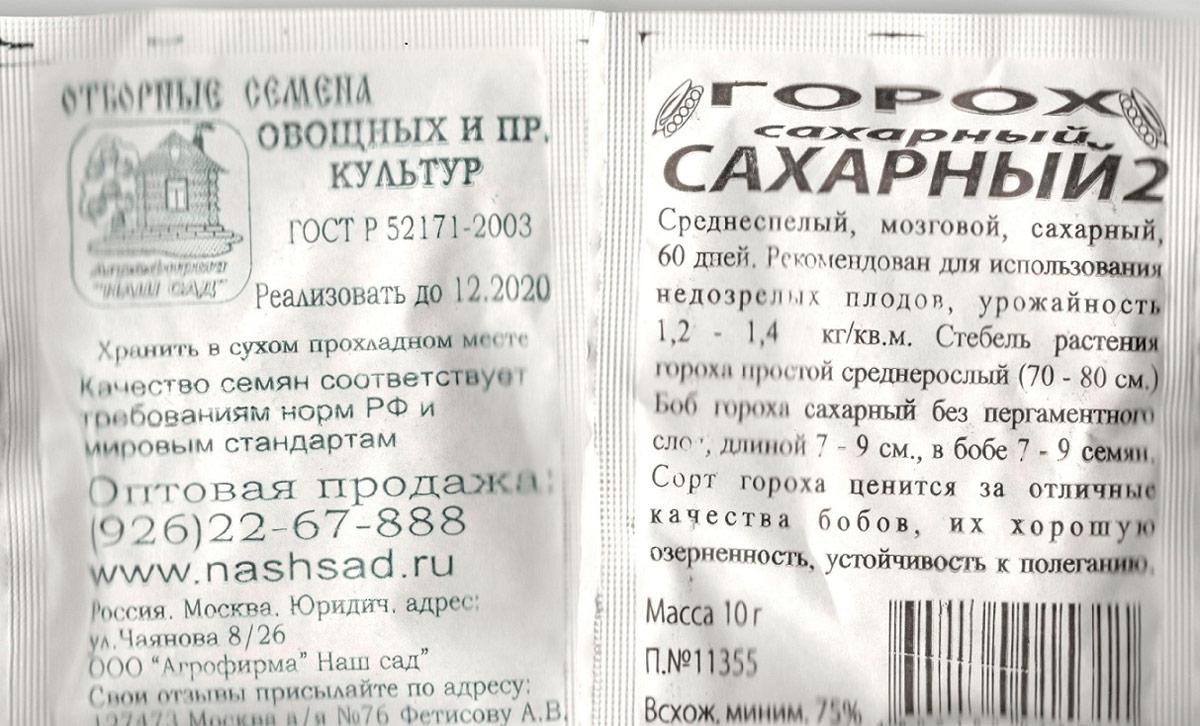 ОТБОРНЫЕ СЕМЕНА
ОВОЩНЫХ И ПР.
КУЛЬТУР
"НАШ САД"
ГОСТ Р 52171-2003
Реализовать до 12.2020
Хранить в сухом прохладном месте
Качество семян соответствует
требованиям норм РФ и
мировым стандартам
Оптовая продажа:
(926)22-67-888
www.nashsad.ru
Россия. Москва. Юридич. адрес:
ул.Чаянова 8/26
ООО "Агрофирма" Наш сад"
Свои отзывы присылайте по адресу:
127473 Москва а/я №76 Фетисову А.В.
ГОРОХ
сахарный
САХАРНЫЙ 2
Среднеспелый, мозговой, сахарный,
60 дней. Рекомендован для использования
недозрелых плодов, урожайность
1,2 - 1,4 кг/кв.м. Стебель растения
гороха простой среднерослый (70 - 80 см.)
Боб гороха сахарный без пергаментного
слоя, длиной 7 - 9 см., в бобе 7 - 9 семян.
Сорт гороха ценится за отличные
качества бобов, их хорошую
озерненность, устойчивость к полеганию.
Масса 10 г
П.№11355
Всхож. миним. 75%